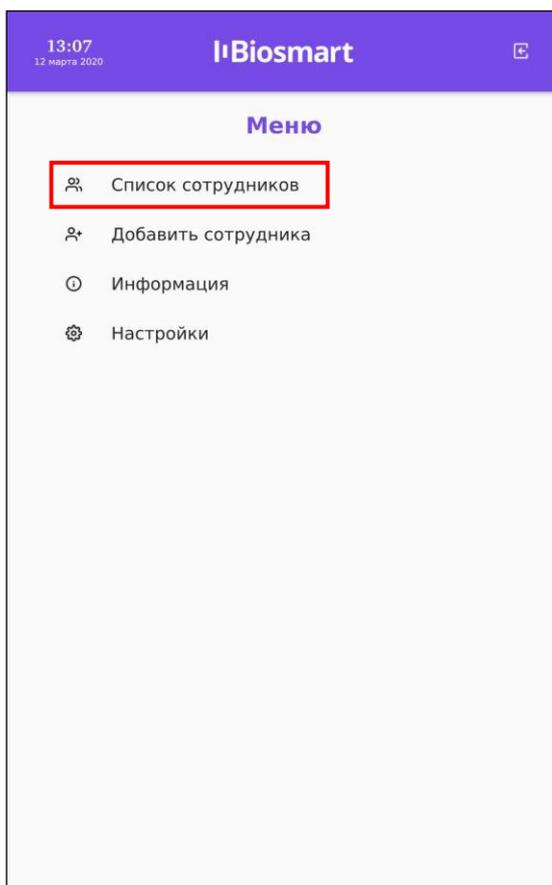 13:07
12 марта 2020
Biosmart
Меню
Список сотрудников
Добавить сотрудника
Информация
Настройки